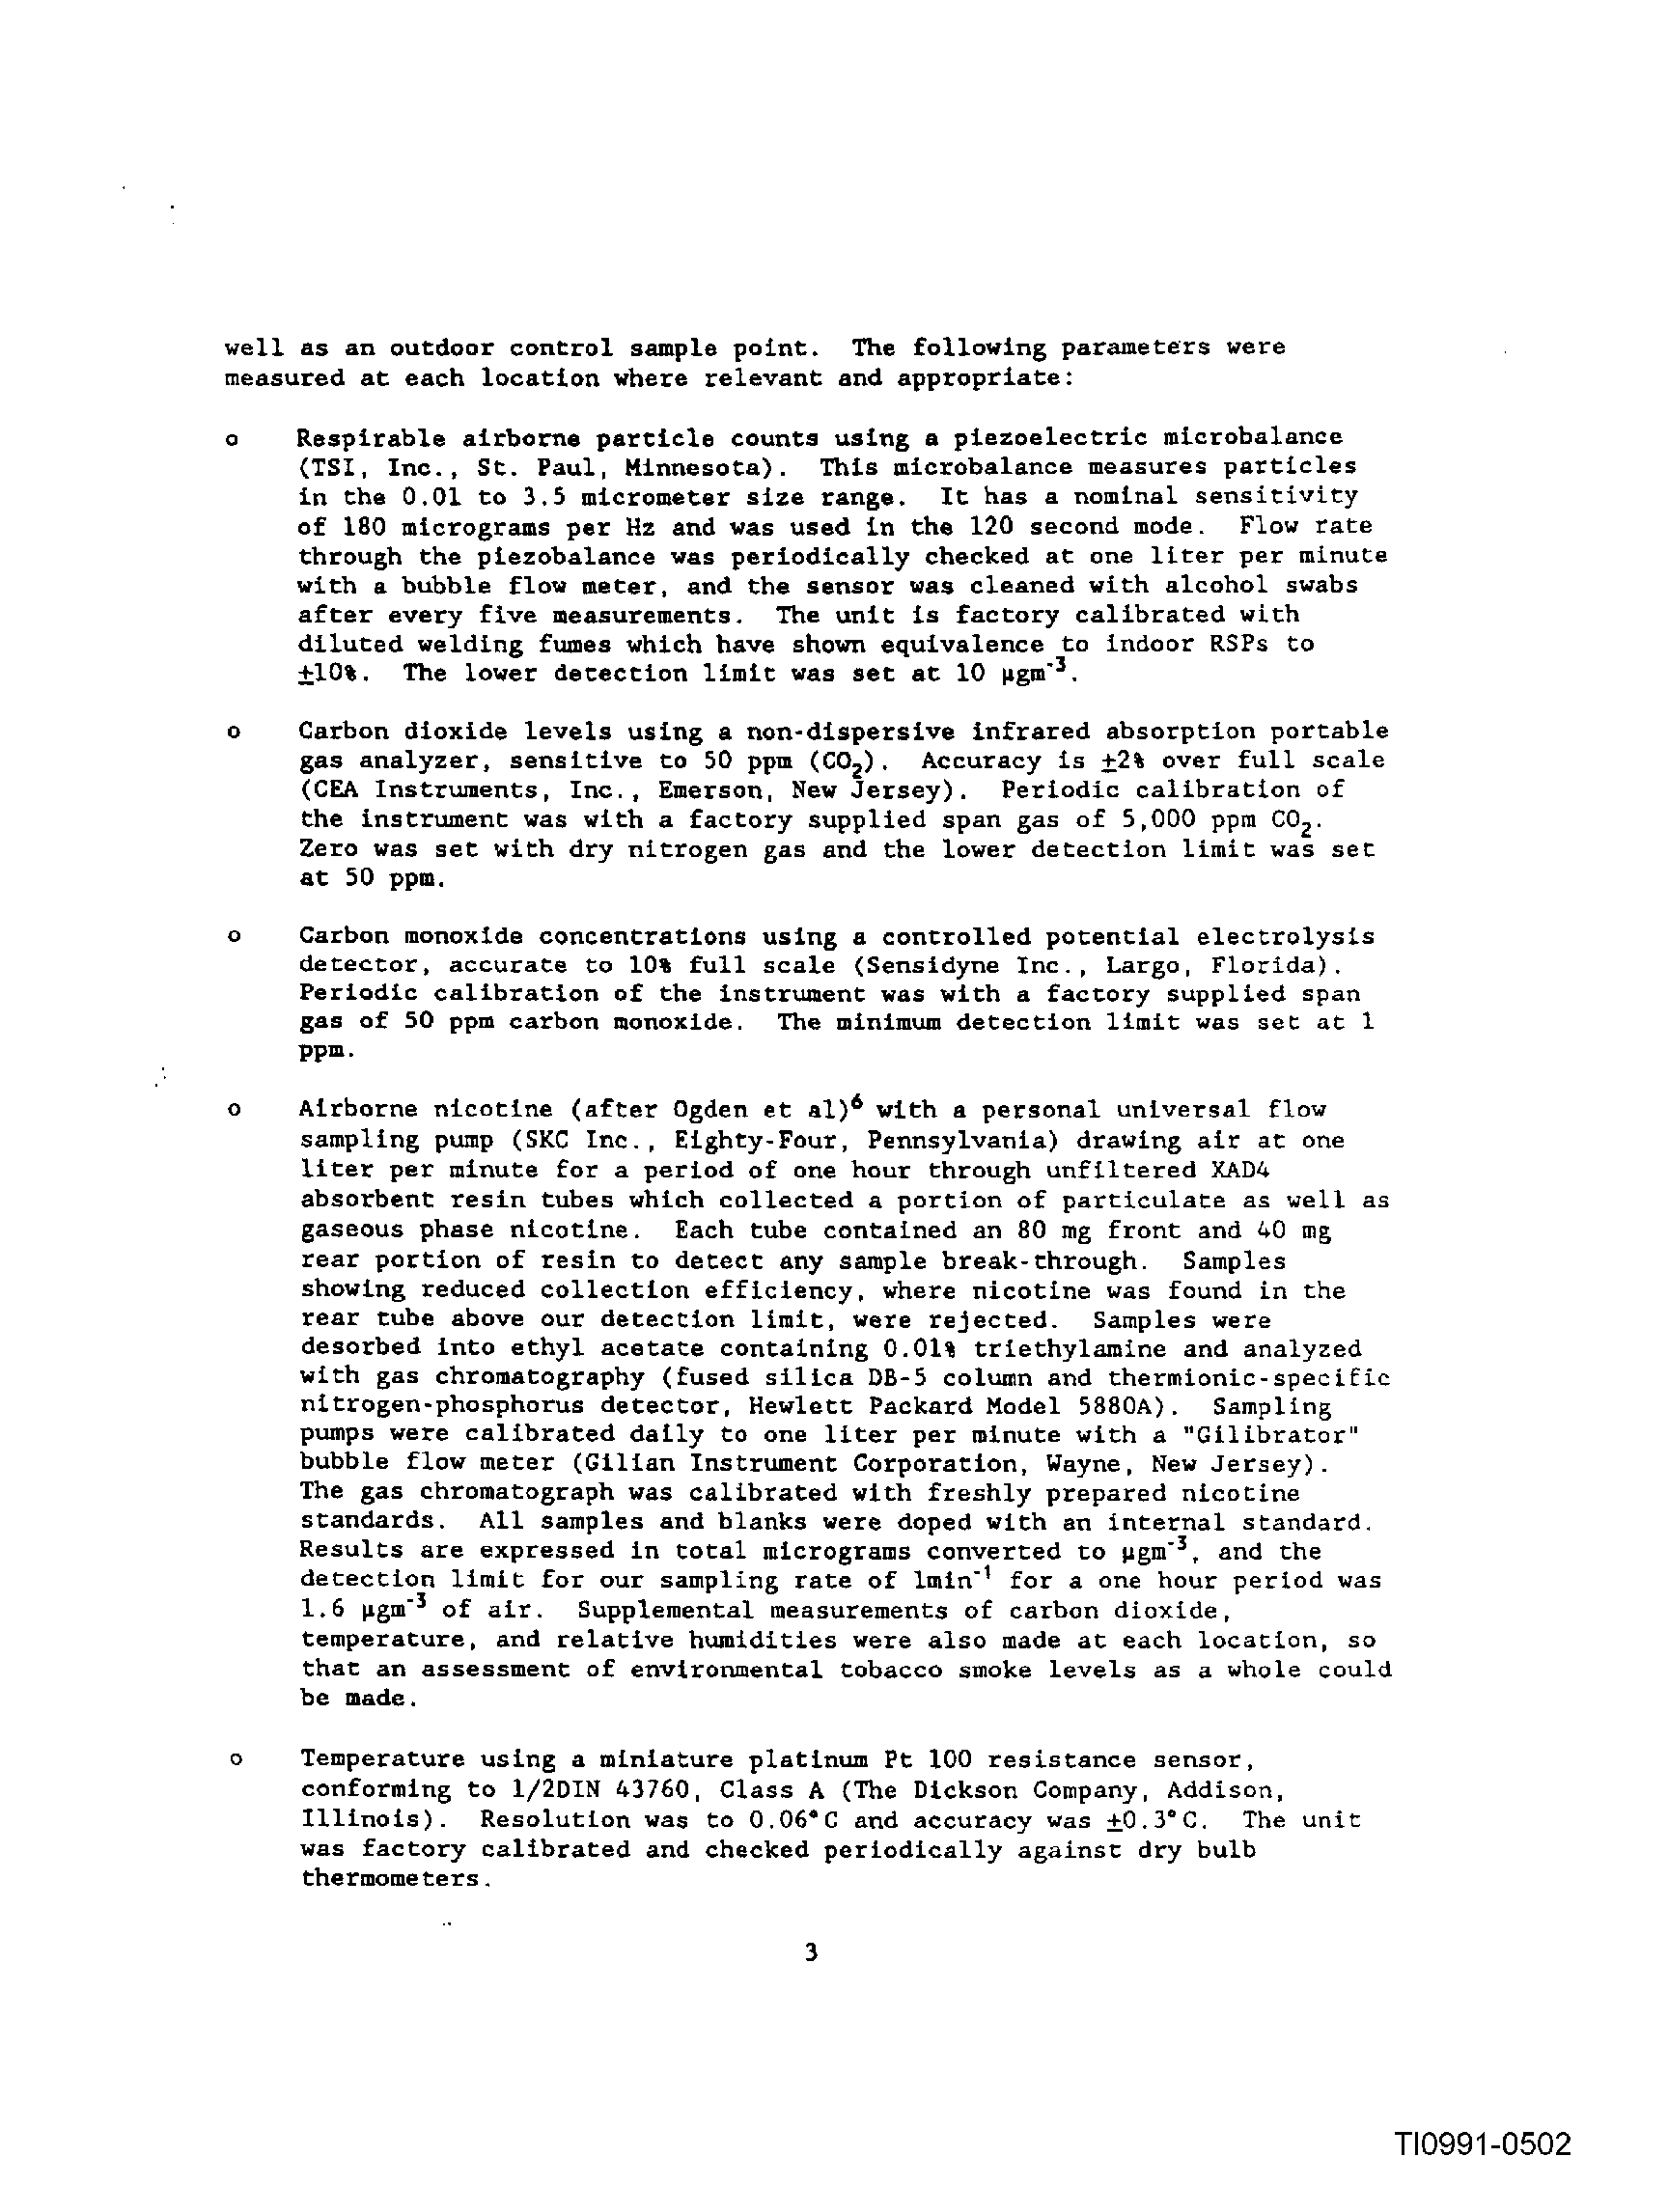 well as an outdoor control sample point. The following parameters were
measured at each location where relevant and appropriate:
o Respirable airborne particle counts using a piezoelectric microbalance
(TSI, Inc., St. Paul, Minnesota). This microbalance measures particles
in the 0.01 to 3.5 micrometer size range. It has a nominal sensitivity
of 180 micrograms per Hz and was used in the 120 second mode. Flow rate
through the piezobalance was periodically checked at one liter per minute
with a bubble flow meter, and the sensor was cleaned with alcohol swabs
after every five measurements. The unit is factory calibrated with
diluted welding fumes which have shown equivalence to indoor RSPs to
±10%. The lower detection limit was set at 10 µgm⁻³.
o Carbon dioxide levels using a non-dispersive infrared absorption portable
gas analyzer, sensitive to 50 ppm (CO₂). Accuracy is ±2% over full scale
(CEA Instruments, Inc., Emerson, New Jersey). Periodic calibration of
the instrument was with a factory supplied span gas of 5,000 ppm CO₂.
Zero was set with dry nitrogen gas and the lower detection limit was set
at 50 ppm.
o Carbon monoxide concentrations using a controlled potential electrolysis
detector, accurate to 10% full scale (Sensidyne Inc., Largo, Florida).
Periodic calibration of the instrument was with a factory supplied span
gas of 50 ppm carbon monoxide. The minimum detection limit was set at 1
ppm.
o Airborne nicotine (after Ogden et al)⁶ with a personal universal flow
sampling pump (SKC Inc., Eighty-Four, Pennsylvania) drawing air at one
liter per minute for a period of one hour through unfiltered XAD4
absorbent resin tubes which collected a portion of particulate as well as
gaseous phase nicotine. Each tube contained an 80 mg front and 40 mg
rear portion of resin to detect any sample break-through. Samples
showing reduced collection efficiency, where nicotine was found in the
rear tube above our detection limit, were rejected. Samples were
desorbed into ethyl acetate containing 0.01% triethylamine and analyzed
with gas chromatography (fused silica DB-5 column and thermionic-specific
nitrogen-phosphorus detector, Hewlett Packard Model 5880A). Sampling
pumps were calibrated daily to one liter per minute with a "Gilibrator"
bubble flow meter (Gilian Instrument Corporation, Wayne, New Jersey).
The gas chromatograph was calibrated with freshly prepared nicotine
standards. All samples and blanks were doped with an internal standard.
Results are expressed in total micrograms converted to µgm⁻³, and the
detection limit for our sampling rate of lmin⁻¹ for a one hour period was
1.6 µgm⁻³ of air. Supplemental measurements of carbon dioxide,
temperature, and relative humidities were also made at each location, so
that an assessment of environmental tobacco smoke levels as a whole could
be made.
o Temperature using a miniature platinum Pt 100 resistance sensor,
conforming to 1/2DIN 43760, Class A (The Dickson Company, Addison,
Illinois). Resolution was to 0.06°C and accuracy was ±0.3°C. The unit
was factory calibrated and checked periodically against dry bulb
thermometers.
3
TI0991-0502